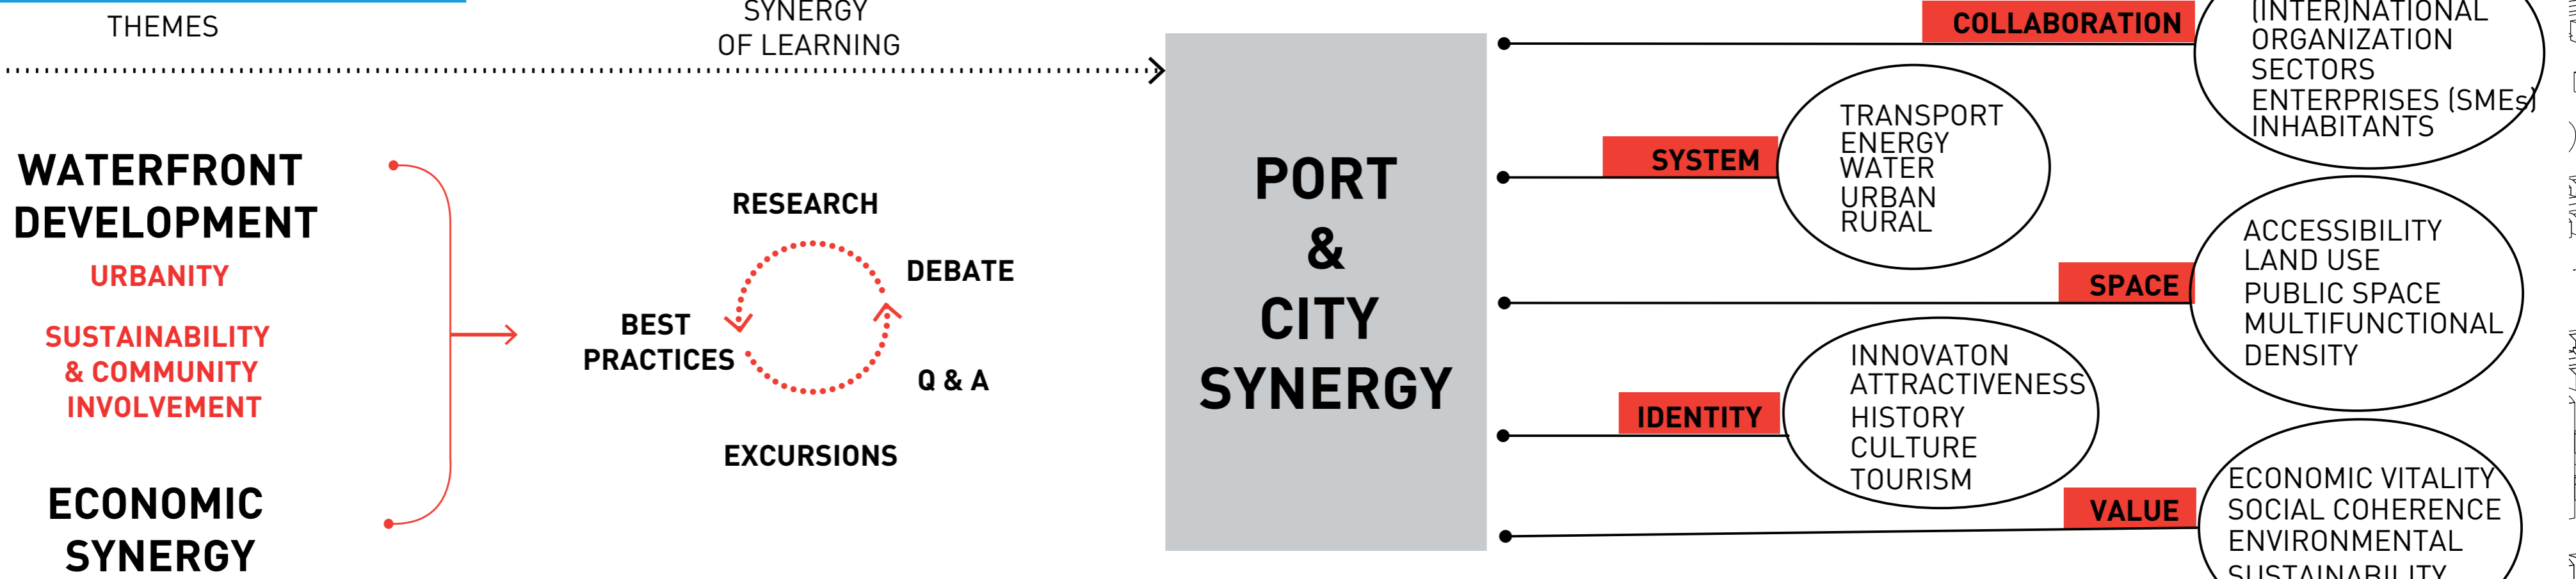 THEMES
SYNERGY
OF LEARNING
WATERFRONT
DEVELOPMENT
URBANITY
SUSTAINABILITY
& COMMUNITY
INVOLVEMENT
ECONOMIC
SYNERGY
RESEARCH
DEBATE
BEST
PRACTICES
Q & A
EXCURSIONS
PORT
&
CITY
SYNERGY
COLLABORATION
(INTER)NATIONAL
ORGANIZATION
SECTORS
ENTERPRISES (SMEs)
INHABITANTS
SYSTEM
TRANSPORT
ENERGY
WATER
URBAN
RURAL
SPACE
ACCESSIBILITY
LAND USE
PUBLIC SPACE
MULTIFUNCTIONAL
DENSITY
IDENTITY
INNOVATON
ATTRACTIVENESS
HISTORY
CULTURE
TOURISM
VALUE
ECONOMIC VITALITY
SOCIAL COHERENCE
ENVIRONMENTAL
SUSTAINABILITY